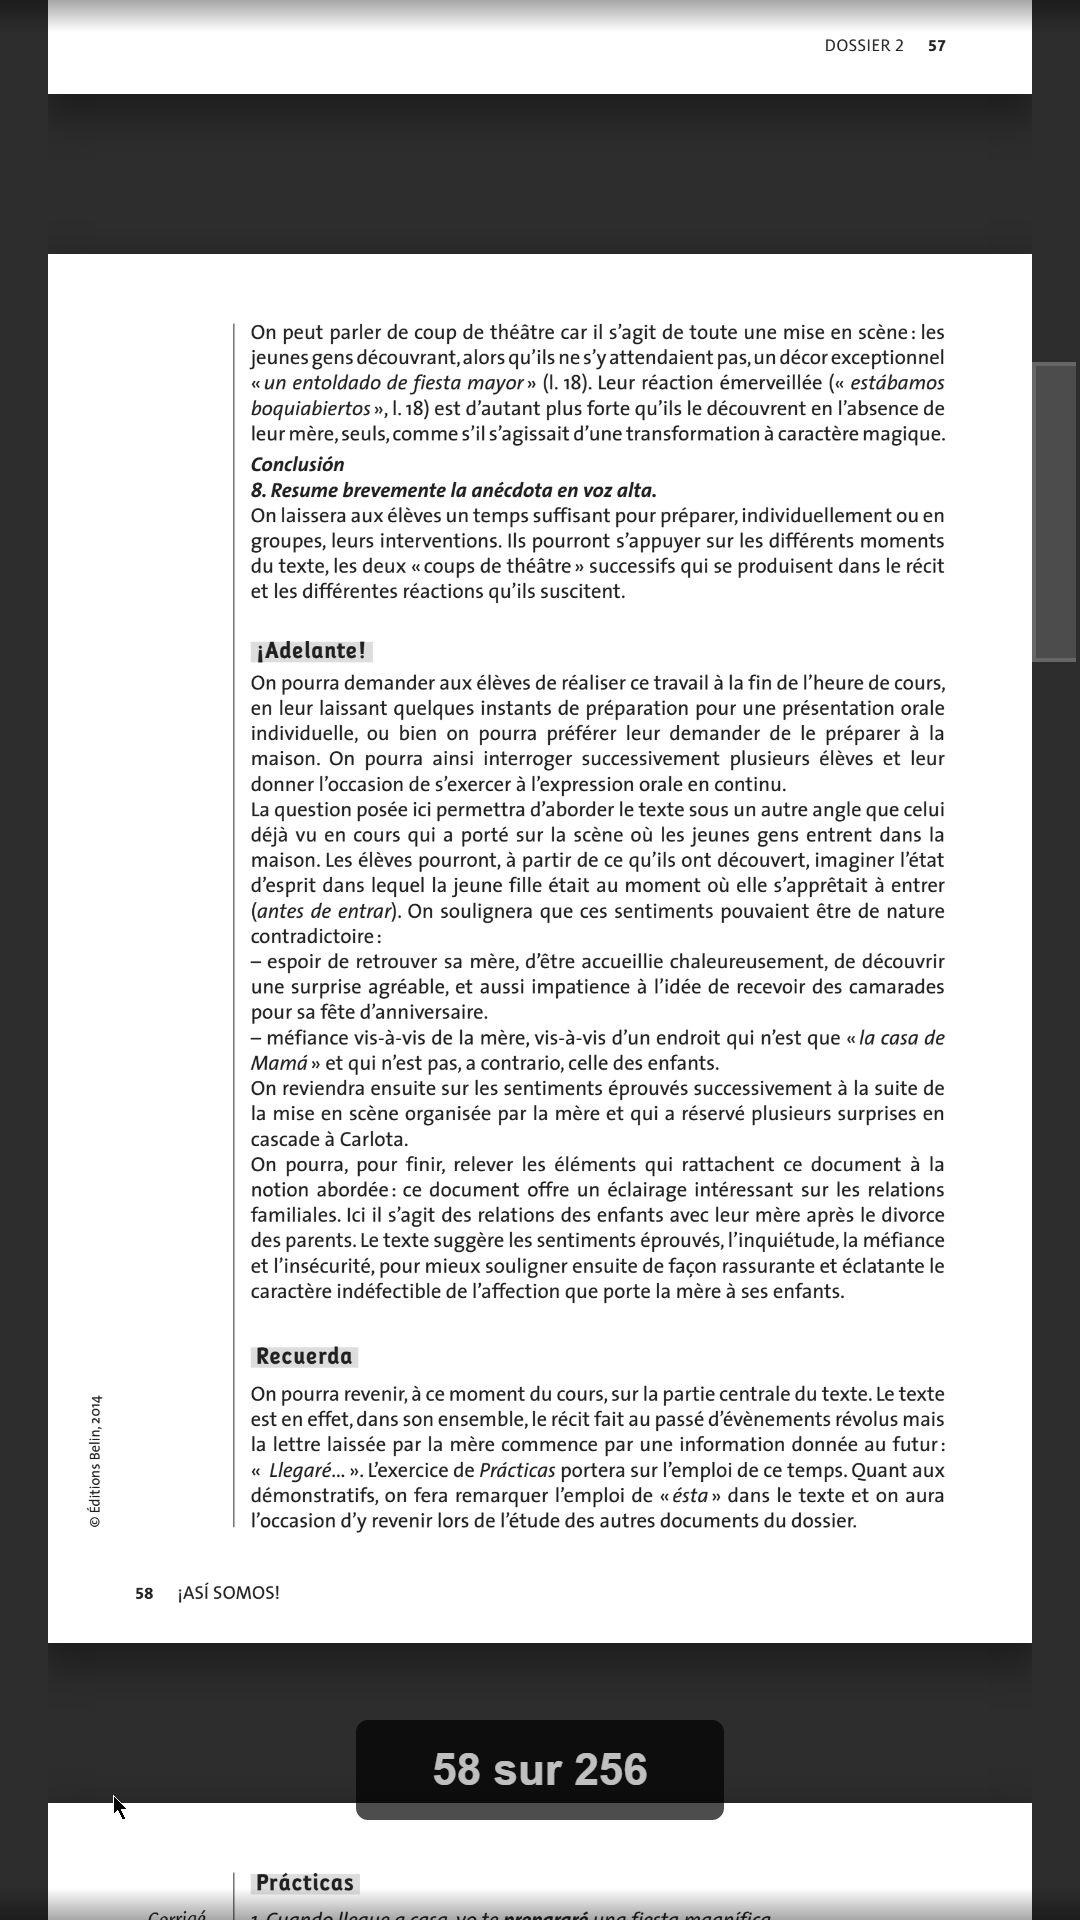 DOSSIER 2 57
On peut parler de coup de théâtre car il s’agit de toute une mise en scène : les
jeunes gens découvrant, alors qu’ils ne s’y attendaient pas, un décor exceptionnel
« un entoldado de fiesta mayor » (l. 18). Leur réaction émerveillée (« estábamos
boquiabiertos », l. 18) est d’autant plus forte qu’ils le découvrent en l’absence de
leur mère, seuls, comme s’il s’agissait d’une transformation à caractère magique.
Conclusión
8. Resume brevemente la anécdota en voz alta.
On laissera aux élèves un temps suffisant pour préparer, individuellement ou en
groupes, leurs interventions. Ils pourront s’appuyer sur les différents moments
du texte, les deux « coups de théâtre » successifs qui se produisent dans le récit
et les différentes réactions qu’ils suscitent.
¡Adelante!
On pourra demander aux élèves de réaliser ce travail à la fin de l’heure de cours,
en leur laissant quelques instants de préparation pour une présentation orale
individuelle, ou bien on pourra préférer leur demander de le préparer à la
maison. On pourra ainsi interroger successivement plusieurs élèves et leur
donner l’occasion de s’exercer à l’expression orale en continu.
La question posée ici permettra d’aborder le texte sous un autre angle que celui
déjà vu en cours qui a porté sur la scène où les jeunes gens entrent dans la
maison. Les élèves pourront, à partir de ce qu’ils ont découvert, imaginer l’état
d’esprit dans lequel la jeune fille était au moment où elle s’apprêtait à entrer
(antes de entrar). On soulignera que ces sentiments pouvaient être de nature
contradictoire :
– espoir de retrouver sa mère, d’être accueillie chaleureusement, de découvrir
une surprise agréable, et aussi impatience à l’idée de recevoir des camarades
pour sa fête d’anniversaire.
– méfiance vis-à-vis de la mère, vis-à-vis d’un endroit qui n’est que « la casa de
Mamá » et qui n’est pas, a contrario, celle des enfants.
On reviendra ensuite sur les sentiments éprouvés successivement à la suite de
la mise en scène organisée par la mère et qui a réservé plusieurs surprises en
cascade à Carlota.
On pourra, pour finir, relever les éléments qui rattachent ce document à la
notion abordée : ce document offre un éclairage intéressant sur les relations
familiales. Ici il s’agit des relations des enfants avec leur mère après le divorce
des parents. Le texte suggère les sentiments éprouvés, l’inquiétude, la méfiance
et l’insécurité, pour mieux souligner ensuite de façon rassurante et éclatante le
caractère indéfectible de l’affection que porte la mère à ses enfants.
Recuerda
On pourra revenir, à ce moment du cours, sur la partie centrale du texte. Le texte
est en effet, dans son ensemble, le récit fait au passé d’évènements révolus mais
la lettre laissée par la mère commence par une information donnée au futur :
« Llegaré... ». L’exercice de Prácticas portera sur l’emploi de ce temps. Quant aux
démonstratifs, on fera remarquer l’emploi de « ésta » dans le texte et on aura
l’occasion d’y revenir lors de l’étude des autres documents du dossier.
© Éditions Belin, 2014
58 ¡ASÍ SOMOS!
58 sur 256
Prácticas
Corrigé
1. Cuando llegue a casa, yo te prepararé una fiesta magnífica.